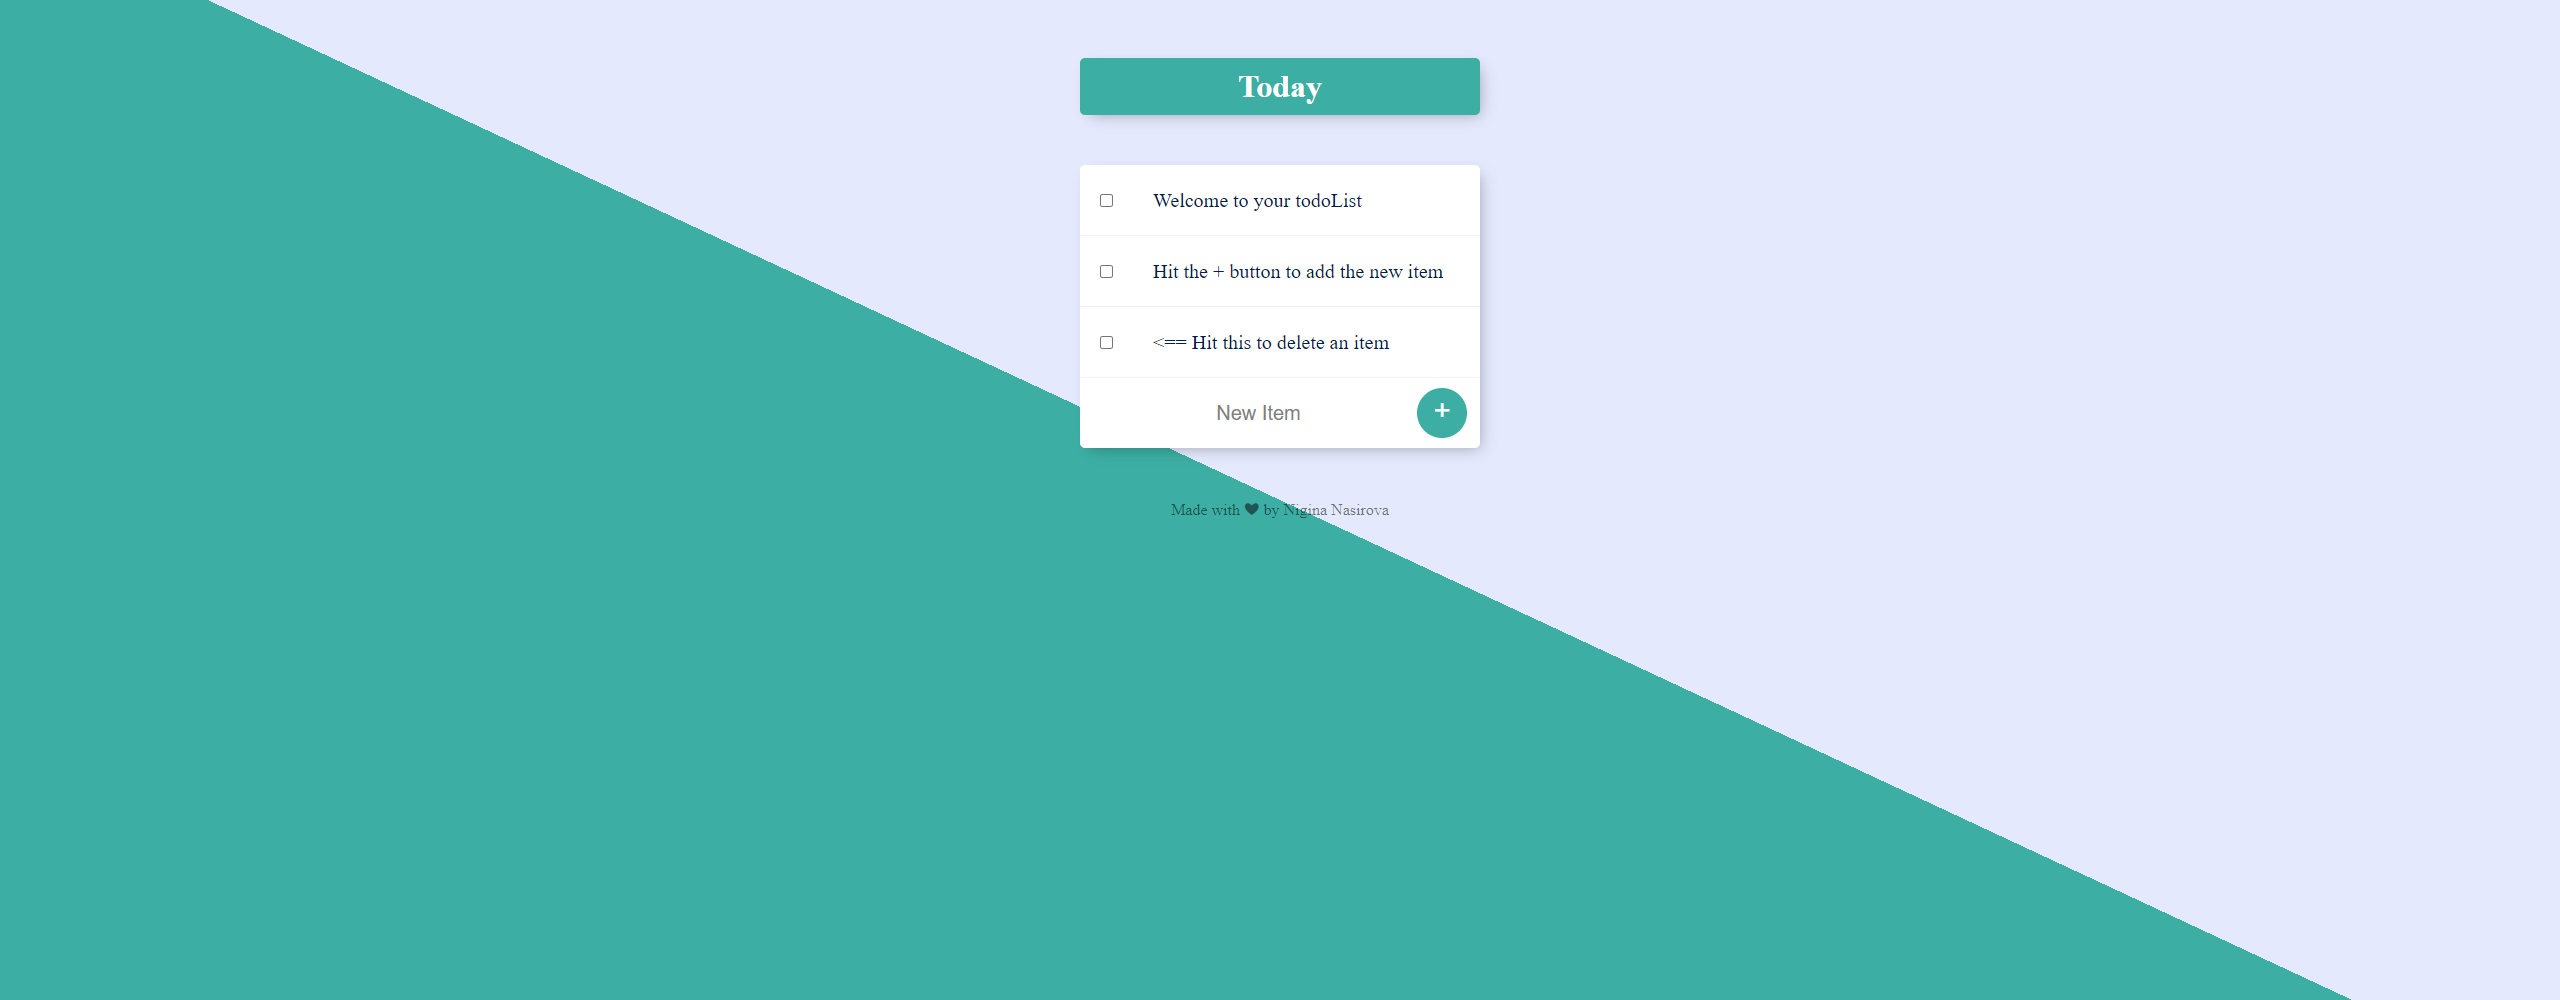 Today
Welcome to your todoList
Hit the + button to add the new item
<== Hit this to delete an item
New Item +
Made with ♥ by Nigina Nasirova